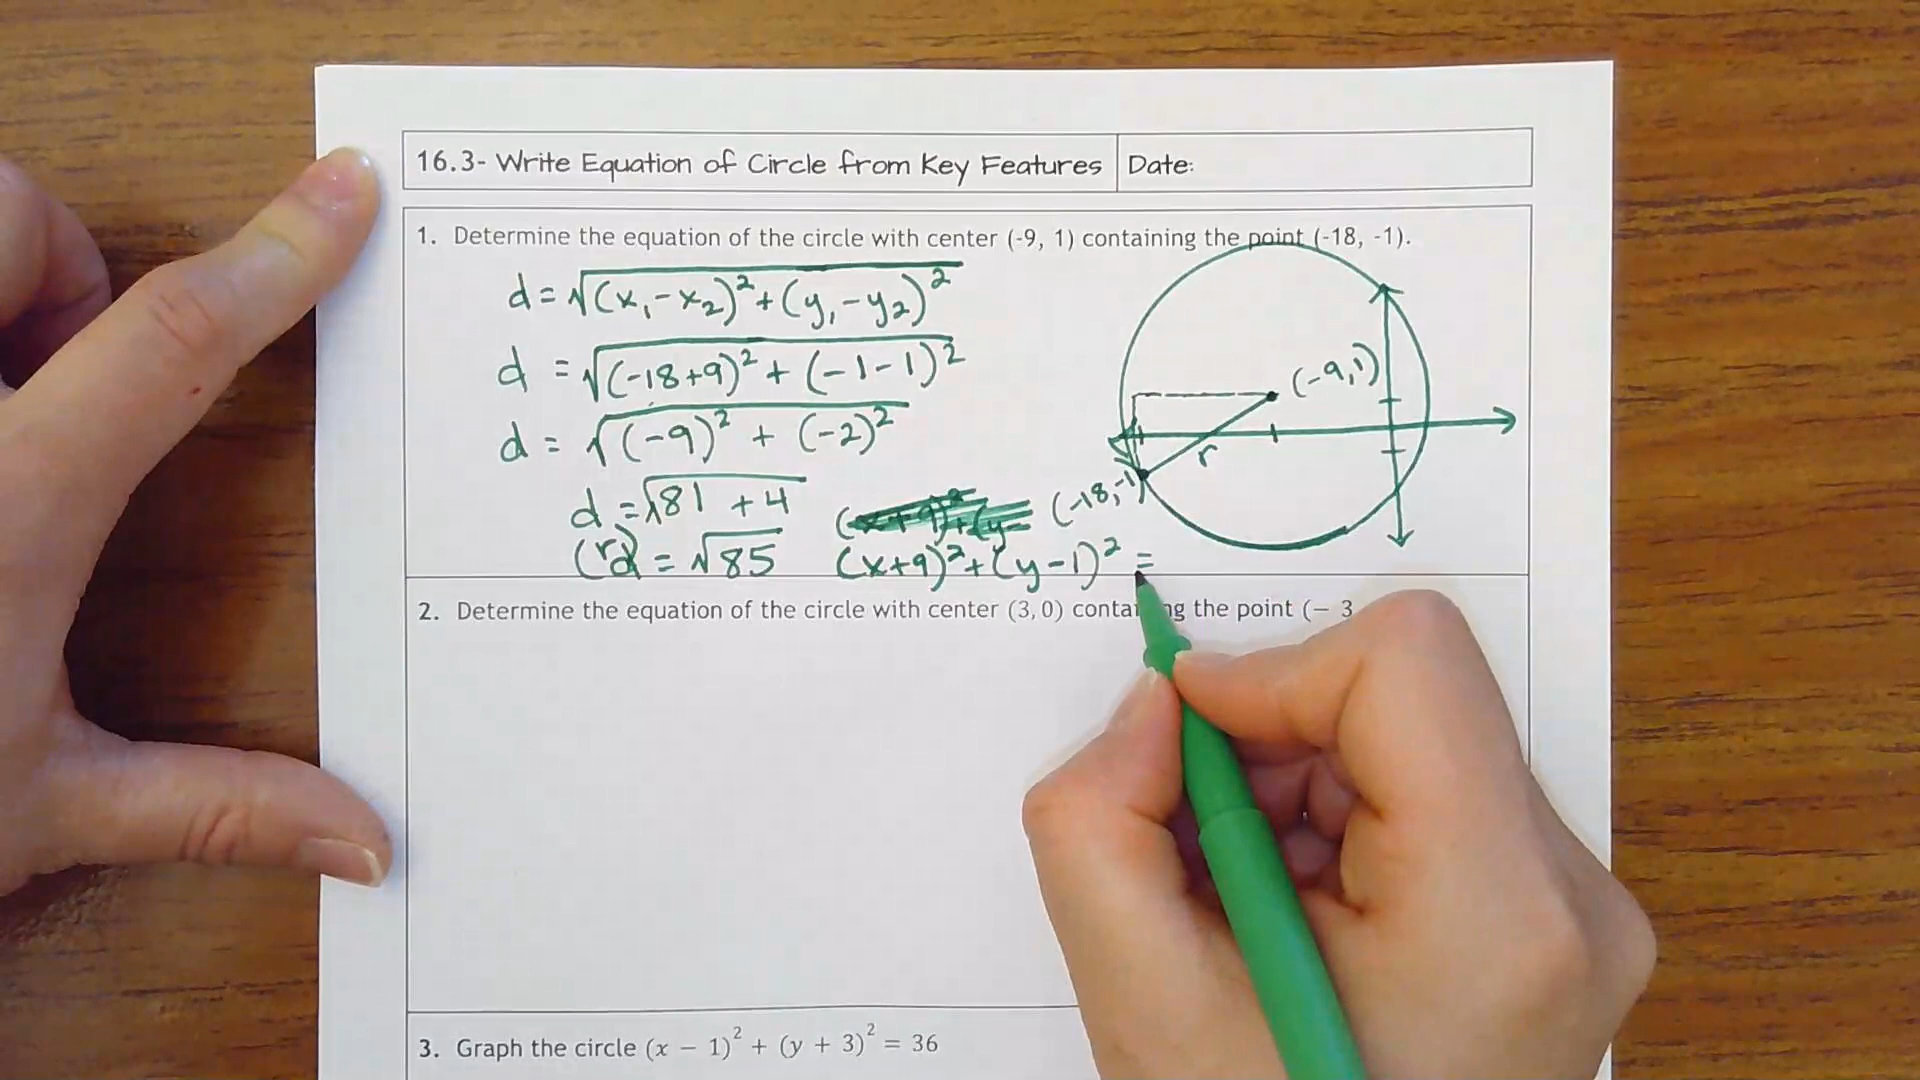 16.3- Write Equation of Circle from Key Features Date:
1. Determine the equation of the circle with center (-9, 1) containing the point (-18, -1).
d = √(x₁ - x₂)² + (y₁ - y₂)²
d = √(-18+9)² + (-1-1)²
d = √(-9)² + (-2)²
d = √81 + 4
(r) d = √85
(x+9)² + (y-1)² =
(-9,1)
r
(-18,-1)
2. Determine the equation of the circle with center (3, 0) the point (− 3
3. Graph the circle (x − 1)² + (y + 3)² = 36